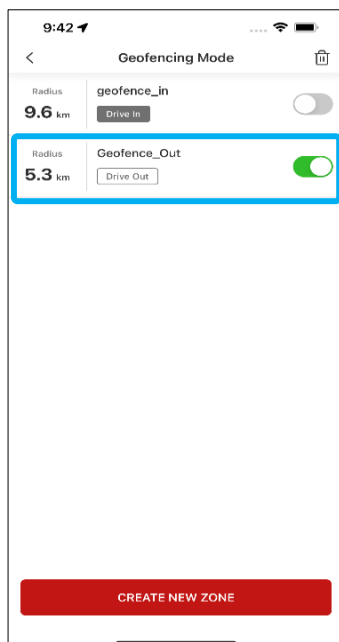 9:42
Geofencing Mode
Radius
9.6 km
geofence_in
Drive In
Radius
5.3 km
Geofence_Out
Drive Out
CREATE NEW ZONE